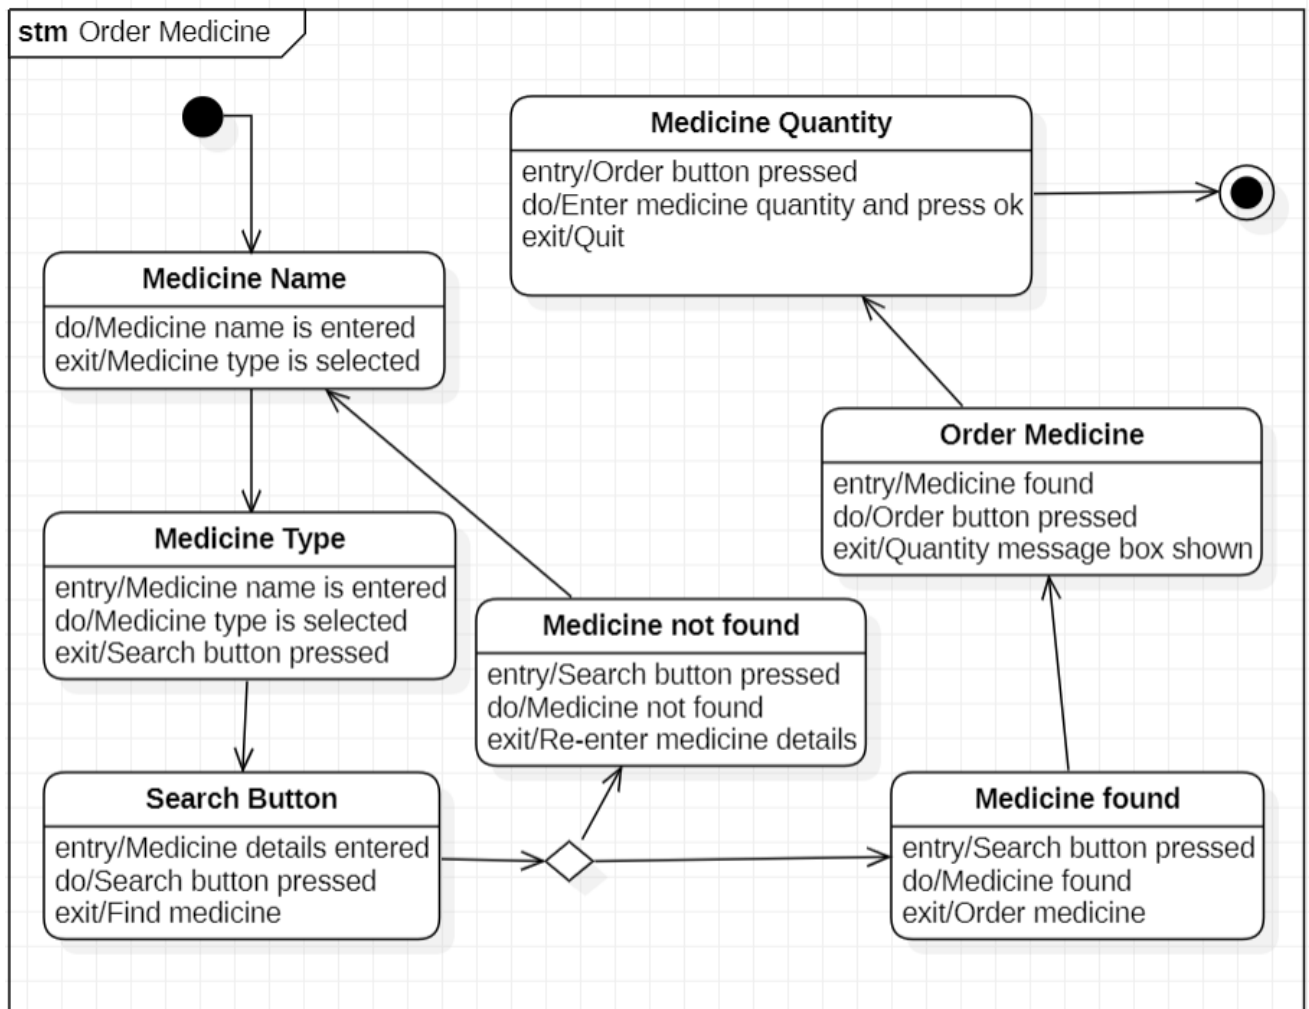 stm Order Medicine
Medicine Quantity
entry/Order button pressed
do/Enter medicine quantity and press ok
exit/Quit
Medicine Name
do/Medicine name is entered
exit/Medicine type is selected
Order Medicine
entry/Medicine found
do/Order button pressed
exit/Quantity message box shown
Medicine Type
entry/Medicine name is entered
do/Medicine type is selected
exit/Search button pressed
Medicine not found
entry/Search button pressed
do/Medicine not found
exit/Re-enter medicine details
Search Button
entry/Medicine details entered
do/Search button pressed
exit/Find medicine
Medicine found
entry/Search button pressed
do/Medicine found
exit/Order medicine